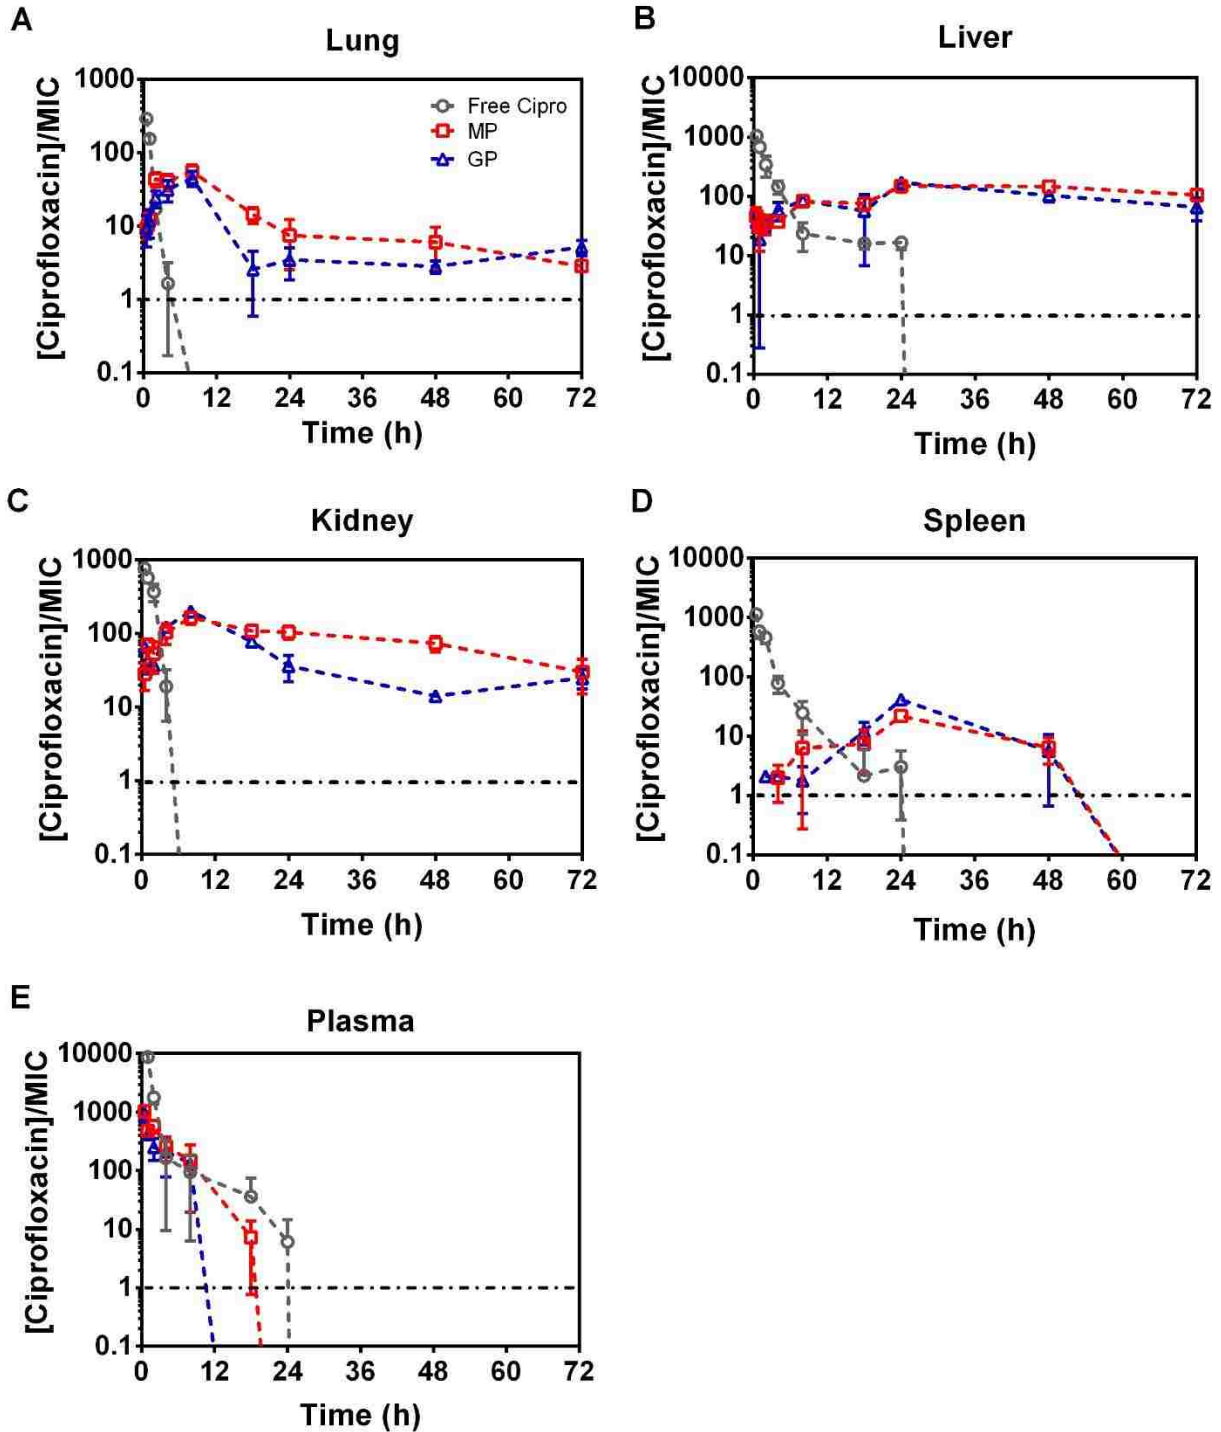 A
Lung
[Ciprofloxacin]/MIC
1000
100
10
1
0.1
Free Cipro
MP
GP
0 12 24 36 48 60 72
Time (h)
B
Liver
[Ciprofloxacin]/MIC
10000
1000
100
10
1
0.1
0 12 24 36 48 60 72
Time (h)
C
Kidney
[Ciprofloxacin]/MIC
1000
100
10
1
0.1
0 12 24 36 48 60 72
Time (h)
D
Spleen
[Ciprofloxacin]/MIC
10000
1000
100
10
1
0.1
0 12 24 36 48 60 72
Time (h)
E
Plasma
[Ciprofloxacin]/MIC
10000
1000
100
10
1
0.1
0 12 24 36 48 60 72
Time (h)